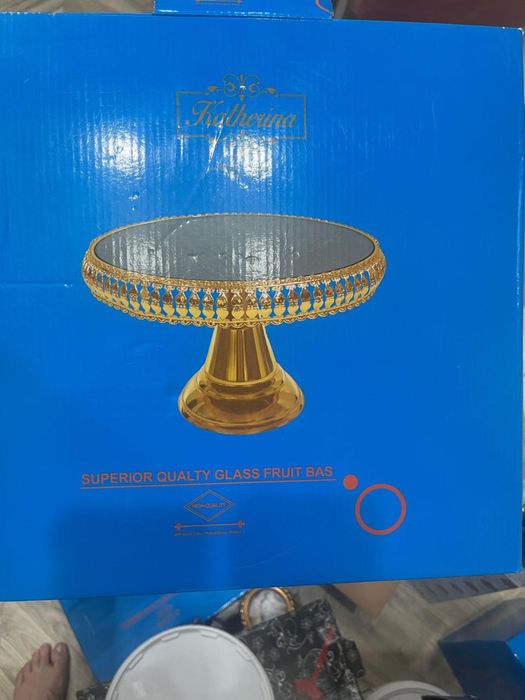 Katherina
SUPERIOR QUALTY GLASS FRUIT BAS
HIGH-QUALITY